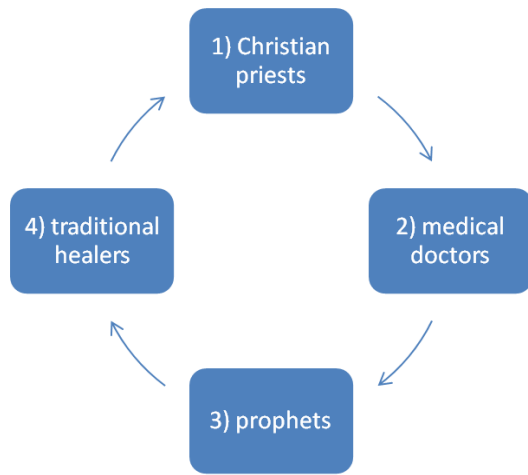 1) Christian
priests
2) medical
doctors
3) prophets
4) traditional
healers